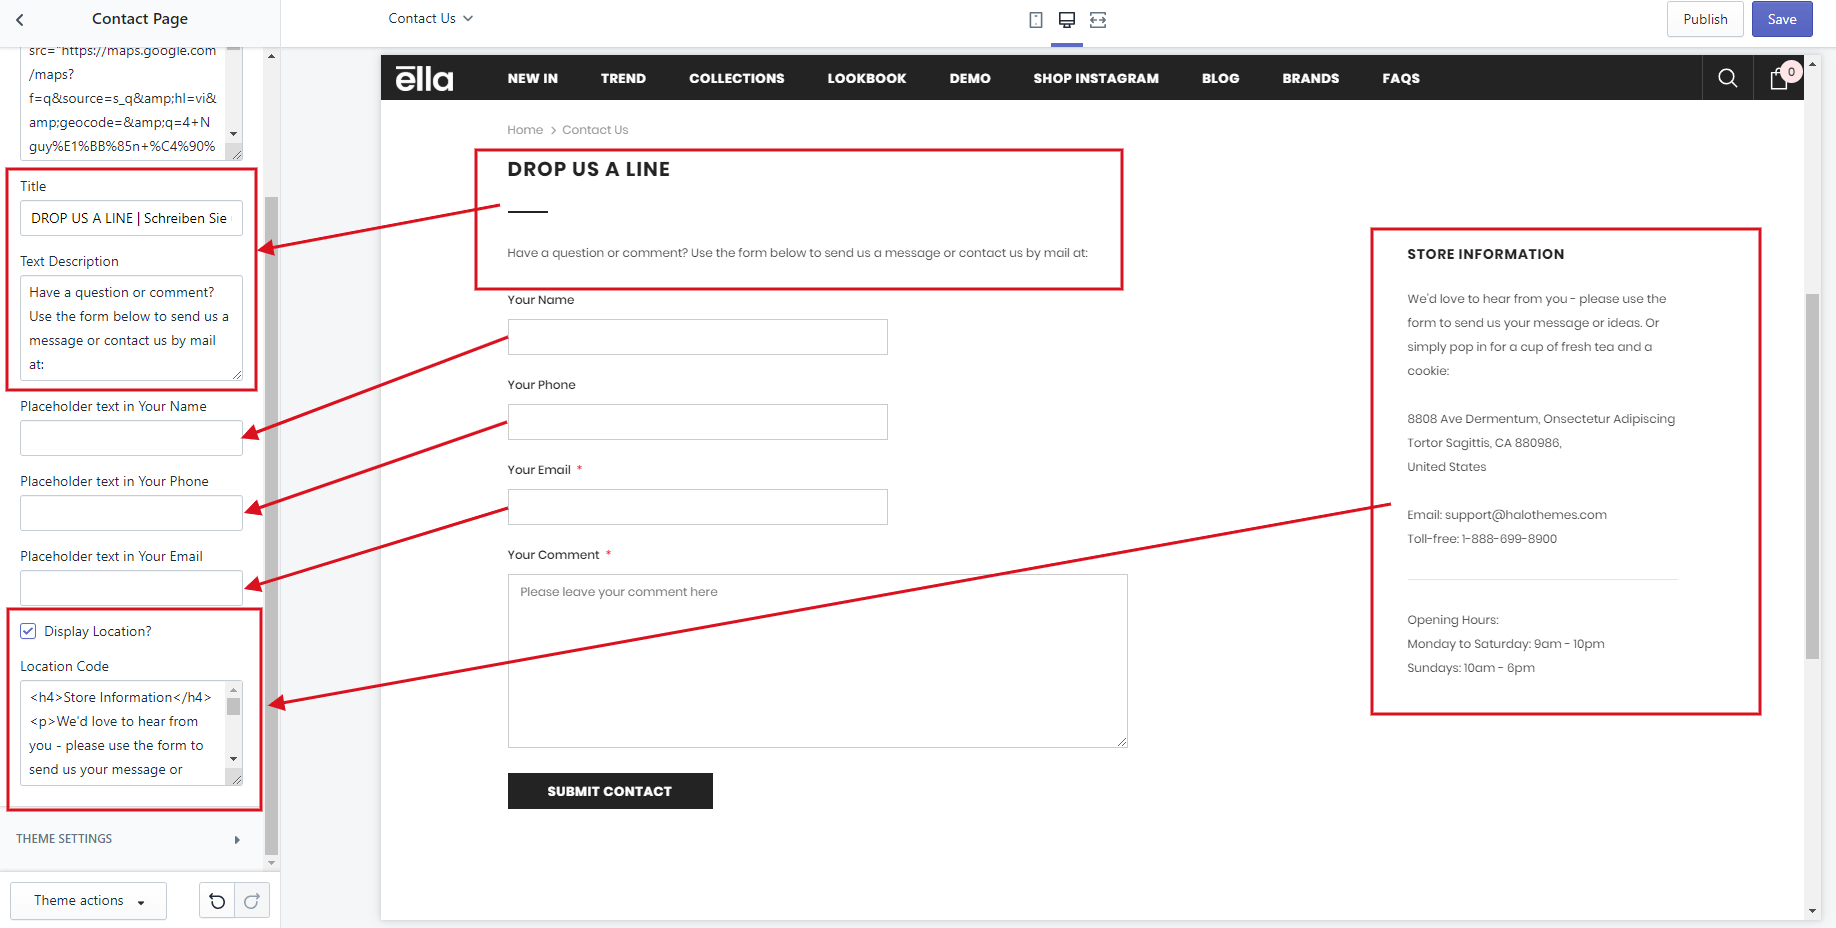 Contact Page
src="https://maps.google.com
/maps?
f=q&source=s_q&amp;hl=vi&
amp;geocode=&amp;q=4+N
guy%E1%BB%85n+%C4%90%
Title
DROP US A LINE | Schreiben Sie
Text Description
Have a question or comment?
Use the form below to send us a
message or contact us by mail
at:
Placeholder text in Your Name
Placeholder text in Your Phone
Placeholder text in Your Email
Display Location?
Location Code
<h4>Store Information</h4>
<p>We'd love to hear from
you - please use the form to
send us your message or
THEME SETTINGS
Theme actions
Contact Us
Publish
Save
ēlla
NEW IN
TREND
COLLECTIONS
LOOKBOOK
DEMO
SHOP INSTAGRAM
BLOG
BRANDS
FAQS
0
Home > Contact Us
DROP US A LINE
Have a question or comment? Use the form below to send us a message or contact us by mail at:
Your Name
Your Phone
Your Email *
Your Comment *
Please leave your comment here
SUBMIT CONTACT
STORE INFORMATION
We'd love to hear from you - please use the
form to send us your message or ideas. Or
simply pop in for a cup of fresh tea and a
cookie:
8808 Ave Dermentum, Onsectetur Adipiscing
Tortor Sagittis, CA 880986,
United States
Email: support@halothemes.com
Toll-free: 1-888-699-8900
Opening Hours:
Monday to Saturday: 9am - 10pm
Sundays: 10am - 6pm